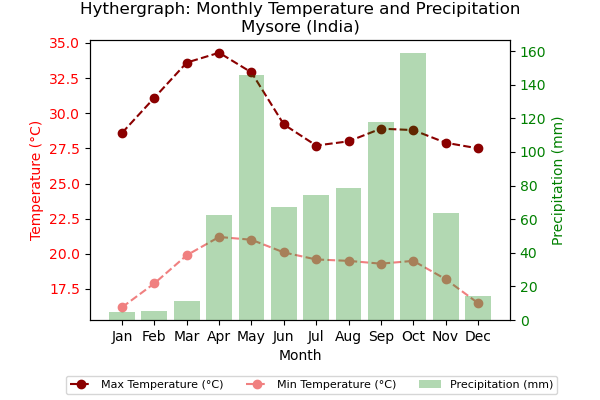 Hythergraph: Monthly Temperature and Precipitation
Mysore (India)
35.0
32.5
30.0
27.5
25.0
22.5
20.0
17.5
Temperature (°C)
160
140
120
100
80
60
40
20
0
Precipitation (mm)
Jan Feb Mar Apr May Jun Jul Aug Sep Oct Nov Dec
Month
Max Temperature (°C) Min Temperature (°C) Precipitation (mm)